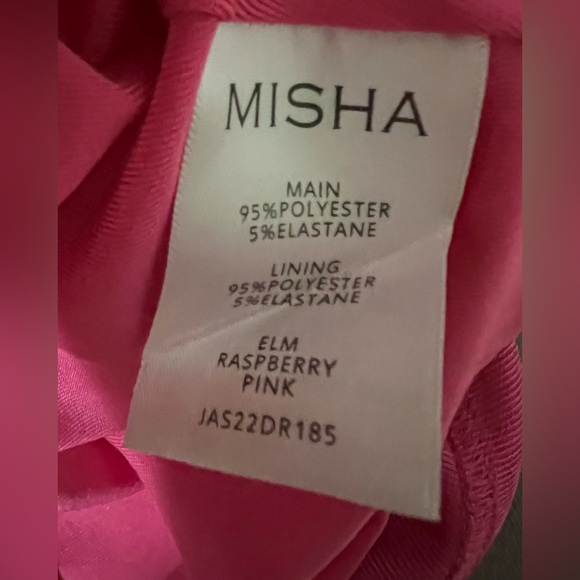 MISHA
MAIN
95%POLYESTER
5%ELASTANE
LINING
95%POLYESTER
5%ELASTANE
ELM
RASPBERRY
PINK
JAS22DR185